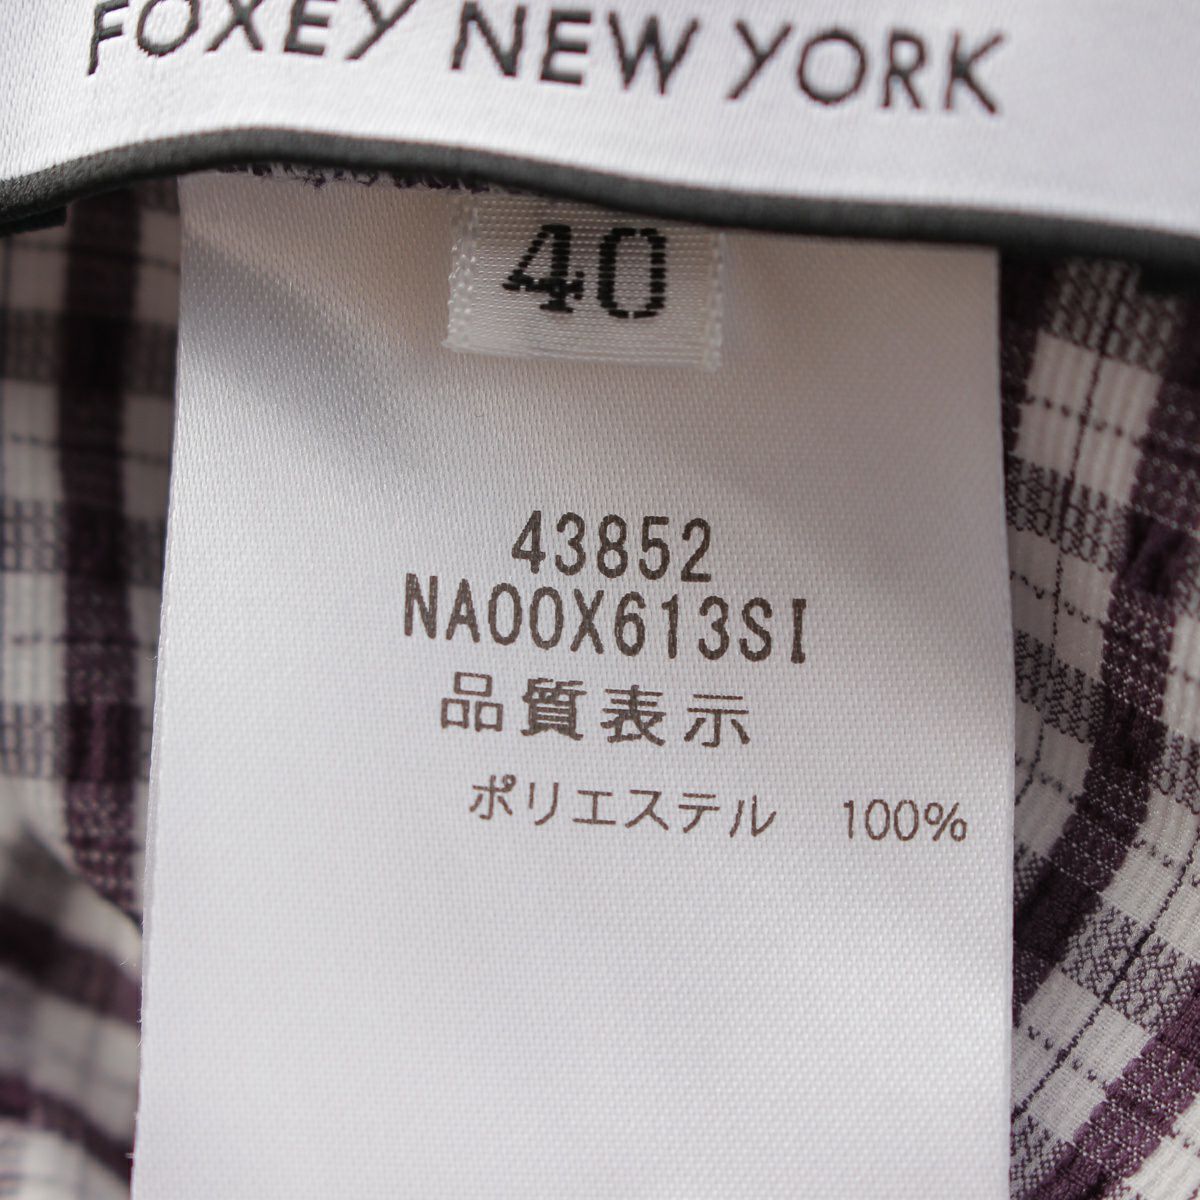 FOXEY NEW YORK
40
43852
NA00X613SI
品質表示
ポリエステル 100%